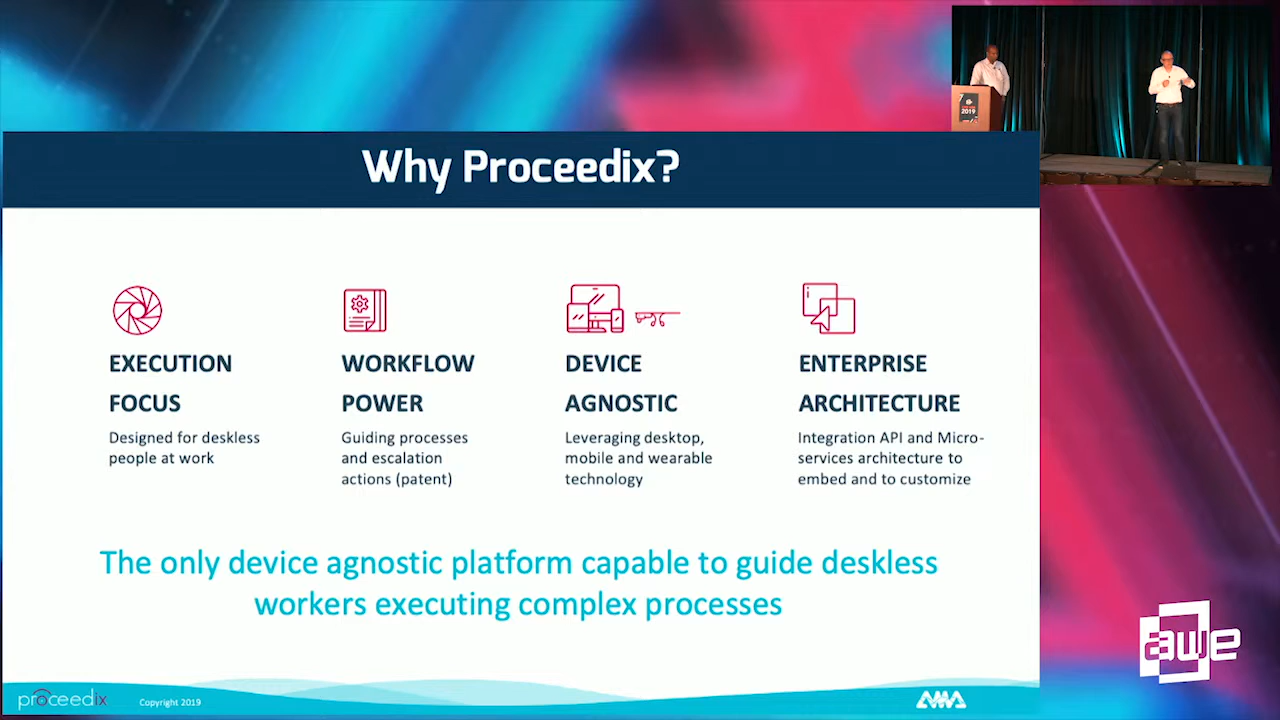 2019
Why Proceedix?
EXECUTION
FOCUS
Designed for deskless
people at work
WORKFLOW
POWER
Guiding processes
and escalation
actions (patent)
DEVICE
AGNOSTIC
Leveraging desktop,
mobile and wearable
technology
ENTERPRISE
ARCHITECTURE
Integration API and Micro-
services architecture to
embed and to customize
The only device agnostic platform capable to guide deskless
workers executing complex processes
proceedix
Copyright 2019
AMA
awe